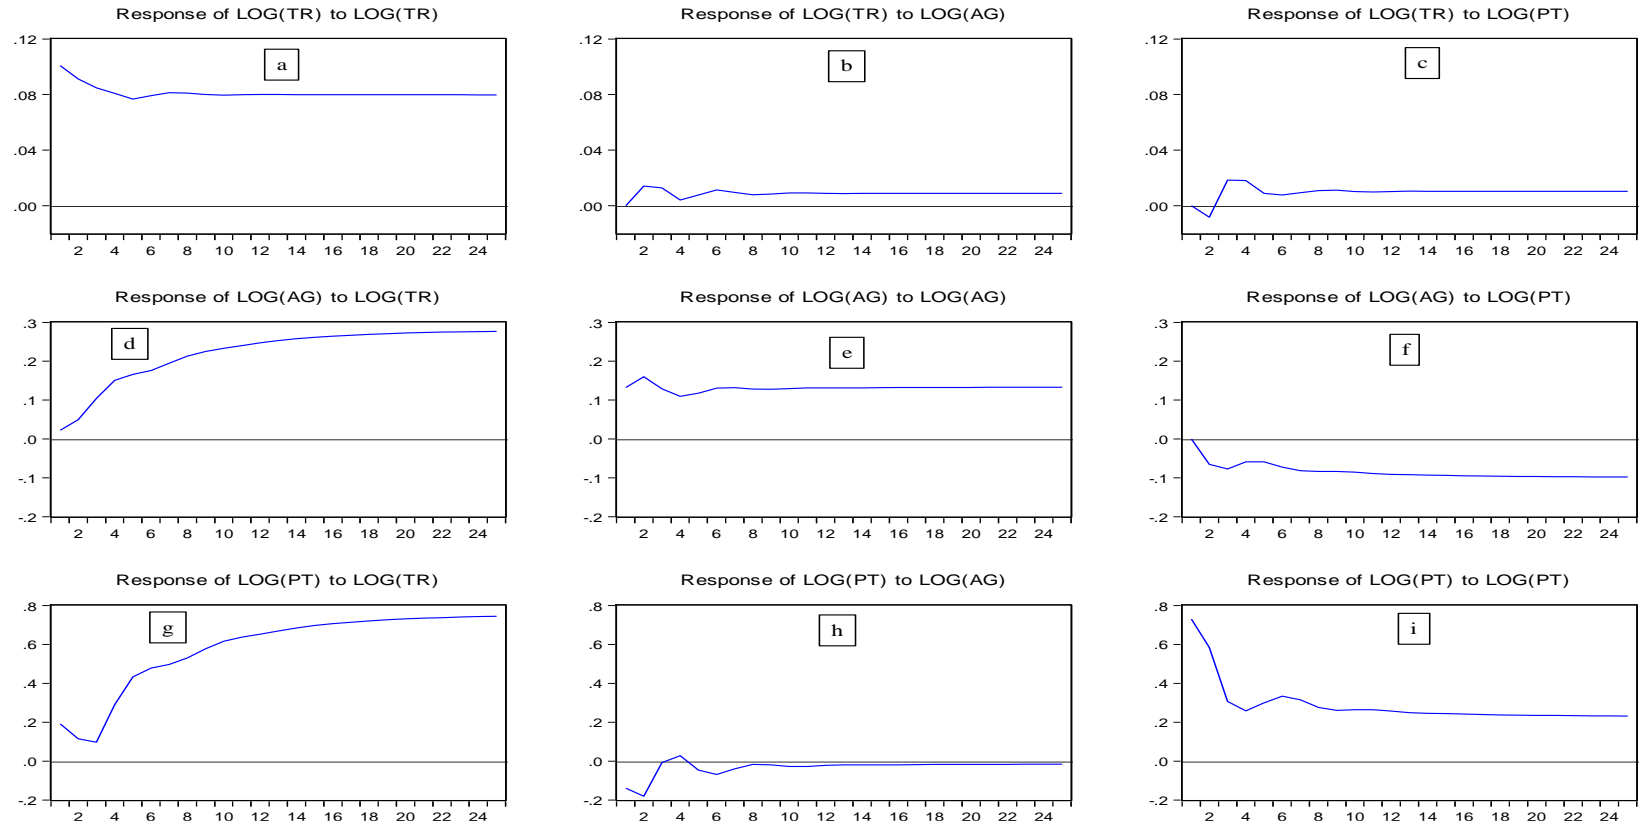 Response of LOG(TR) to LOG(TR)
.12
.08
.04
.00
a
2 4 6 8 10 12 14 16 18 20 22 24
Response of LOG(TR) to LOG(AG)
.12
.08
.04
.00
b
2 4 6 8 10 12 14 16 18 20 22 24
Response of LOG(TR) to LOG(PT)
.12
.08
.04
.00
c
2 4 6 8 10 12 14 16 18 20 22 24
Response of LOG(AG) to LOG(TR)
.3
.2
.1
.0
-.1
-.2
d
2 4 6 8 10 12 14 16 18 20 22 24
Response of LOG(AG) to LOG(AG)
.3
.2
.1
.0
-.1
-.2
e
2 4 6 8 10 12 14 16 18 20 22 24
Response of LOG(AG) to LOG(PT)
.3
.2
.1
.0
-.1
-.2
f
2 4 6 8 10 12 14 16 18 20 22 24
Response of LOG(PT) to LOG(TR)
.8
.6
.4
.2
.0
-.2
g
2 4 6 8 10 12 14 16 18 20 22 24
Response of LOG(PT) to LOG(AG)
.8
.6
.4
.2
.0
-.2
h
2 4 6 8 10 12 14 16 18 20 22 24
Response of LOG(PT) to LOG(PT)
.8
.6
.4
.2
.0
-.2
i
2 4 6 8 10 12 14 16 18 20 22 24